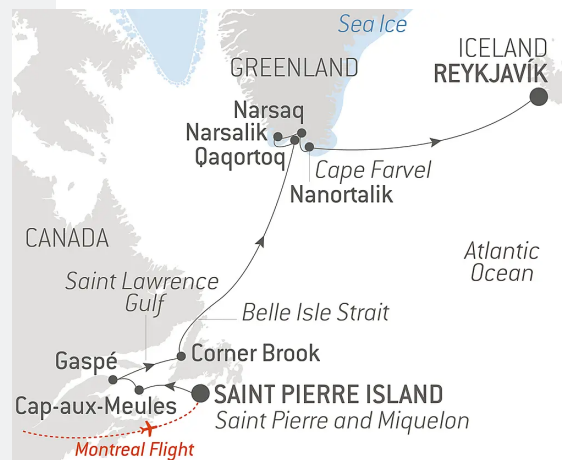 Sea Ice
ICELAND
REYKJAVÍK
GREENLAND
Narsaq
Narsalik
Qaqortoq
Cape Farvel
Nanortalik
CANADA
Atlantic
Ocean
Saint Lawrence
Gulf
Belle Isle Strait
Corner Brook
Gaspé
Cap-aux-Meules
SAINT PIERRE ISLAND
Saint Pierre and Miquelon
Montreal Flight